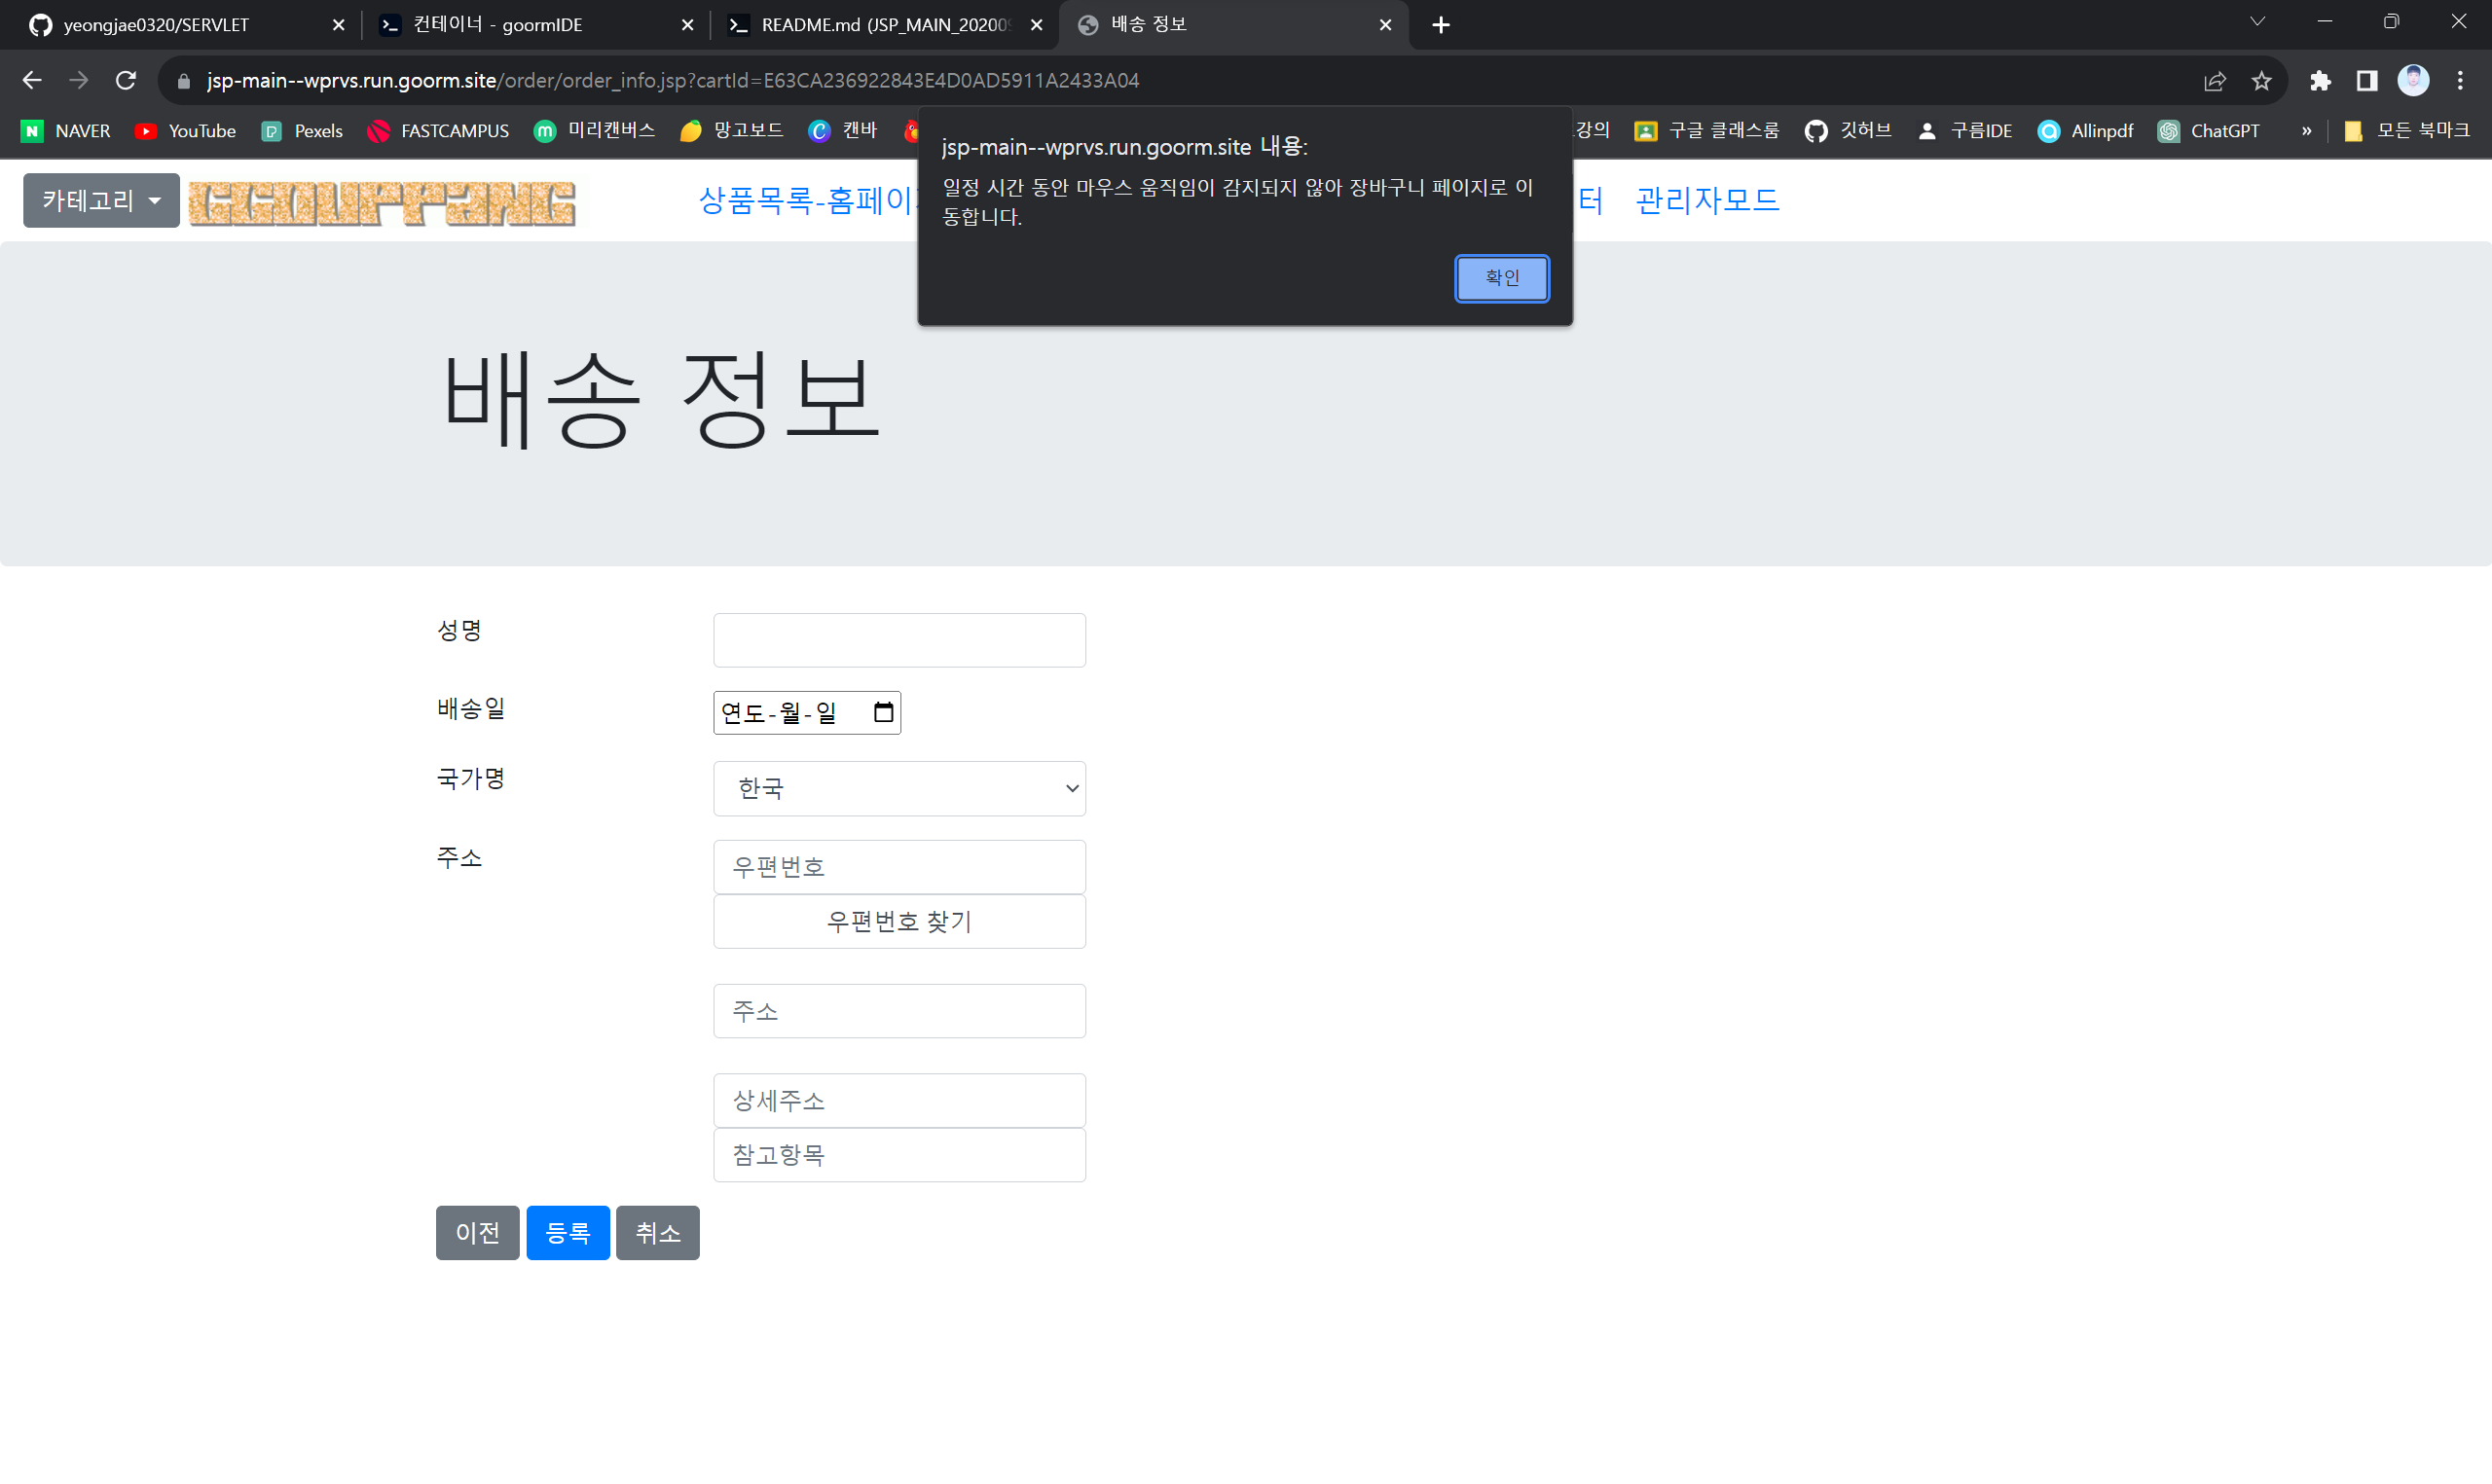 yeongjae0320/SERVLET
컨테이너 - goormIDE
README.md (JSP_MAIN_20200
배송 정보
jsp-main--wprvs.run.goorm.site/order/order_info.jsp?cartId=E63CA236922843E4D0AD5911A2433A04
NAVER YouTube Pexels FASTCAMPUS 미리캔버스 망고보드 캔바 강의 구글 클래스룸 깃허브 구름IDE Allinpdf ChatGPT » 모든 북마크
jsp-main--wprvs.run.goorm.site 내용:
일정 시간 동안 마우스 움직임이 감지되지 않아 장바구니 페이지로 이
동합니다.
확인
카테고리 GGOUPPANG 상품목록-홈페이 터 관리자모드
배송 정보
성명
배송일 연도-월-일
국가명 한국
주소 우편번호
우편번호 찾기
주소
상세주소
참고항목
이전 등록 취소